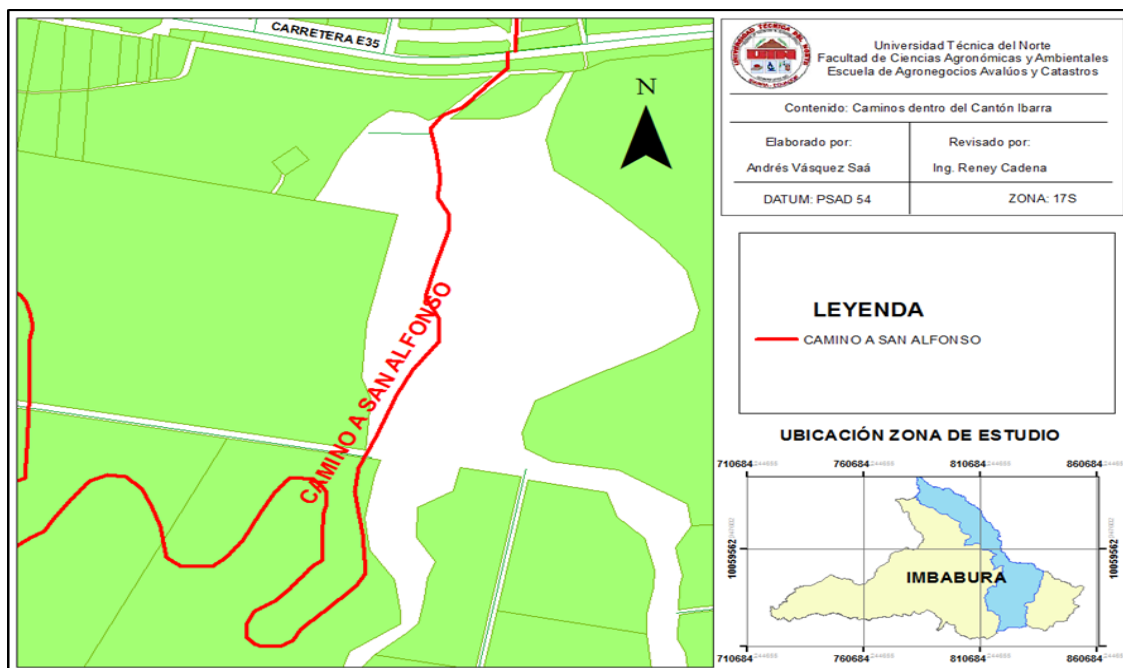 CARRETERA E35
N
CAMINO A SAN ALFONSO
Universidad Técnica del Norte
Facultad de Ciencias Agronómicas y Ambientales
Escuela de Agronegocios Avalúos y Catastros
Contenido: Caminos dentro del Cantón Ibarra
Elaborado por:
Revisado por:
Andrés Vásquez Saá
Ing. Reney Cadena
DATUM: PSAD 54
ZONA: 17S
LEYENDA
CAMINO A SAN ALFONSO
UBICACIÓN ZONA DE ESTUDIO
710684 760684 810684 860684
10059562 10059562
IMBABURA
710684 760684 810684 860684